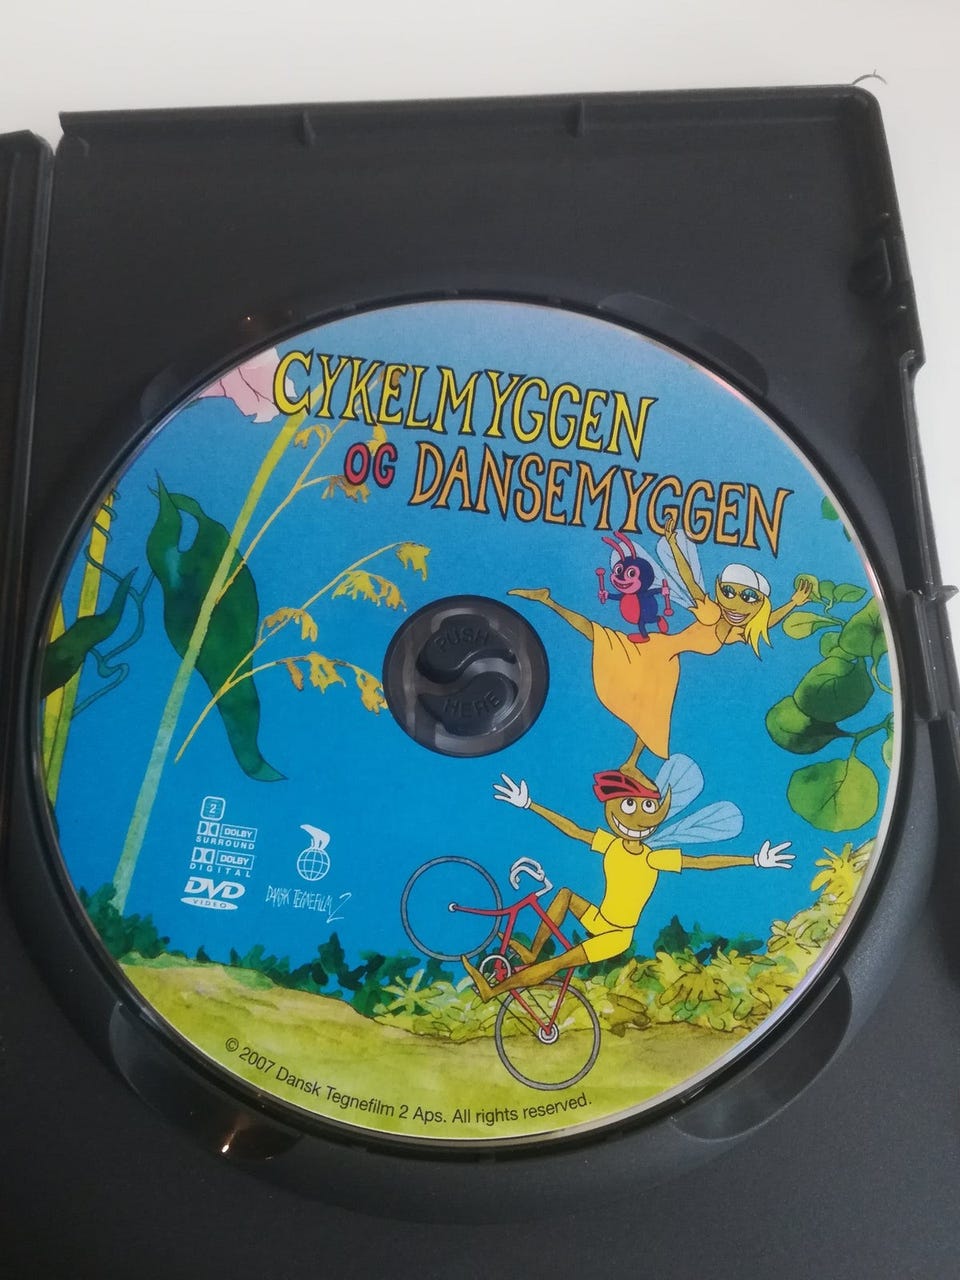 CYKELMYGGEN
OG DANSEMYGGEN
PUSH
HERE
2
DOLBY
SURROUND
DOLBY
DIGITAL
DVD
VIDEO
DANSK TEGNEFILM 2
© 2007 Dansk Tegnefilm 2 Aps. All rights reserved.